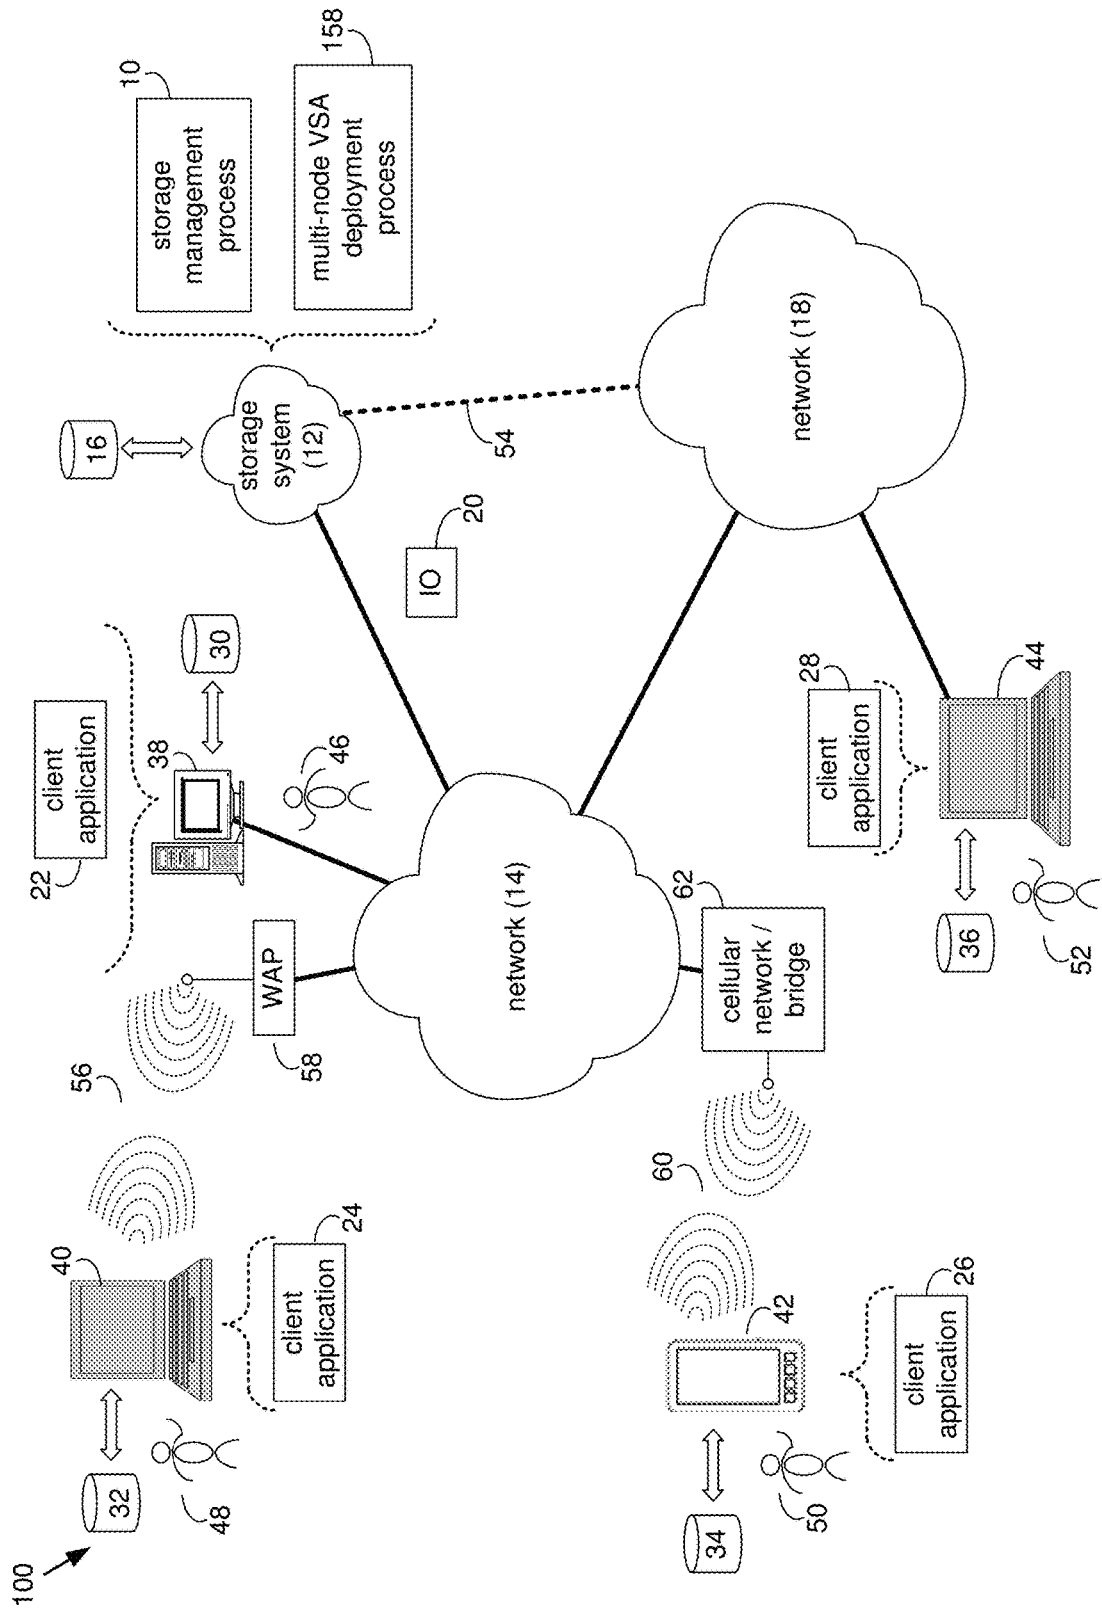 100
32
48
40
client
application
24
56
WAP
58
22
client
application
38
30
46
16
storage
system
(12)
10
storage
management
process
158
multi-node VSA
deployment
process
IO
20
54
network (14)
network (18)
34
50
42
60
client
application
26
62
cellular
network /
bridge
36
52
client
application
28
44